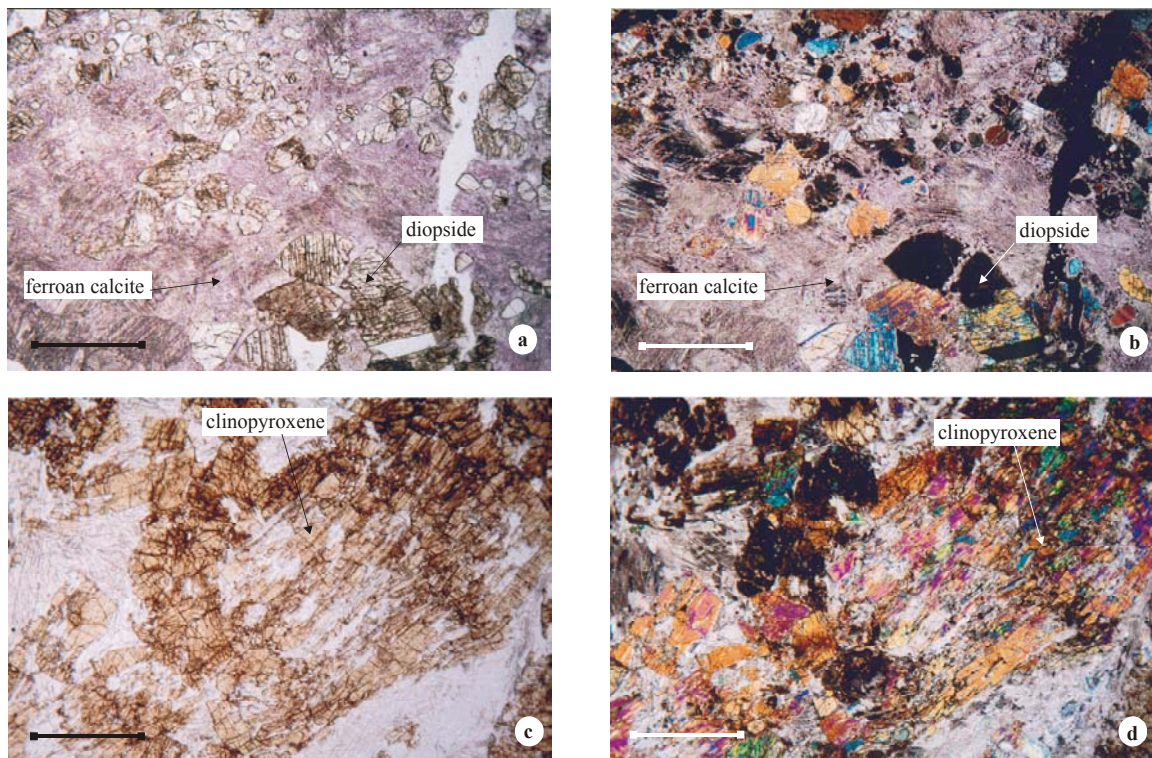 diopside
ferroan calcite
a
diopside
ferroan calcite
b
clinopyroxene
c
clinopyroxene
d